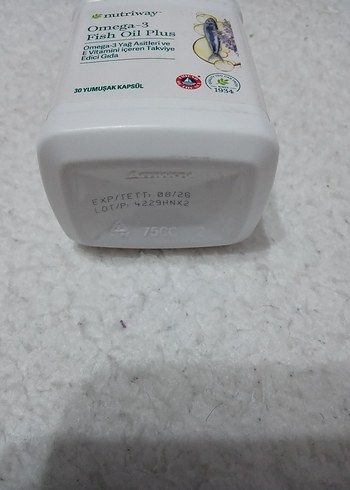 nutriway
Omega-3
Fish Oil Plus
Omega-3 Yağ Asitleri ve
E Vitamini İçeren Takviye
Edici Gıda
30 YUMUŞAK KAPSÜL
1934
EXP/TETT: 08/26
LOT/P: 4229HNX2